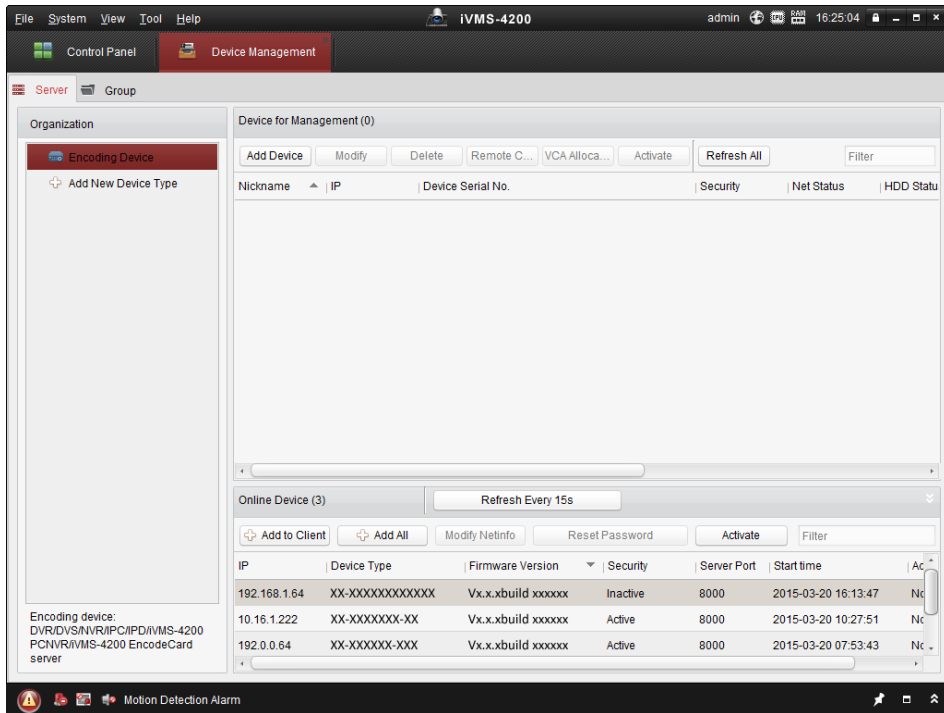 File System View Tool Help iVMS-4200 admin CPU RAM 16:25:04
Control Panel Device Management
Server Group
Organization
Encoding Device
Add New Device Type
Encoding device:
DVR/DVS/NVR/IPC/IPD/iVMS-4200
PCNVR/iVMS-4200 EncodeCard
server
Device for Management (0)
Add Device Modify Delete Remote C... VCA Alloca... Activate Refresh All Filter
Nickname IP Device Serial No. Security Net Status HDD Statu
Online Device (3) Refresh Every 15s
Add to Client Add All Modify Netinfo Reset Password Activate Filter
IP Device Type Firmware Version Security Server Port Start time Ac
192.168.1.64 XX-XXXXXXXXXXXX Vx.x.xbuild xxxxxx Inactive 8000 2015-03-20 16:13:47 No
10.16.1.222 XX-XXXXXXX-XX Vx.x.xbuild xxxxxx Active 8000 2015-03-20 10:27:51 No
192.0.0.64 XX-XXXXXX-XXX Vx.x.xbuild xxxxxx Active 8000 2015-03-20 07:53:43 No
Motion Detection Alarm